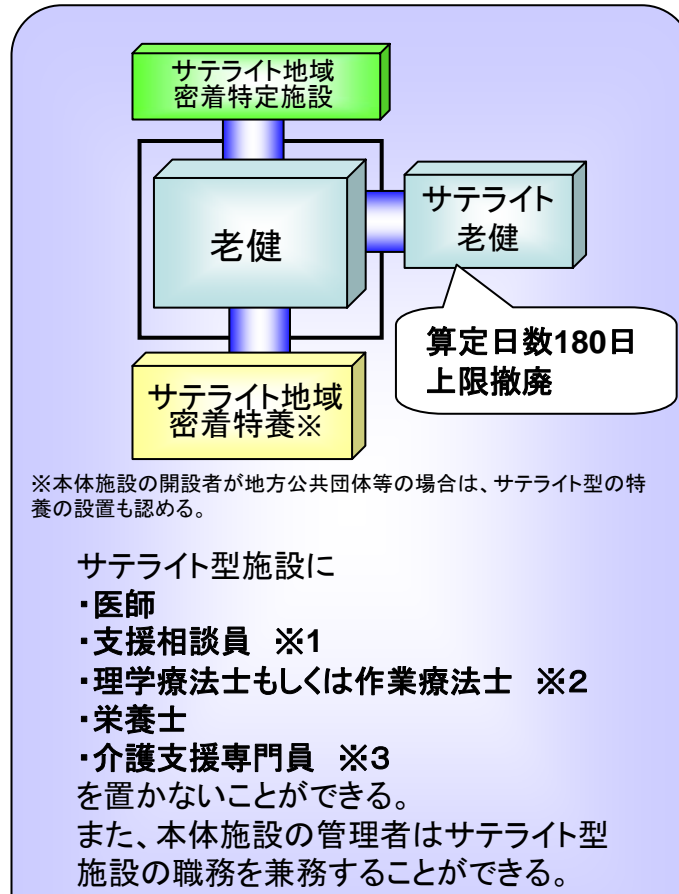 サテライト地域
密着特定施設
老健
サテライト
老健
算定日数180日
上限撤廃
サテライト地域
密着特養※
※本体施設の開設者が地方公共団体等の場合は、サテライト型の特
養の設置も認める。
サテライト型施設に
・医師
・支援相談員　※1
・理学療法士もしくは作業療法士　※2
・栄養士
・介護支援専門員　※3
を置かないことができる。
また、本体施設の管理者はサテライト型
施設の職務を兼務することができる。